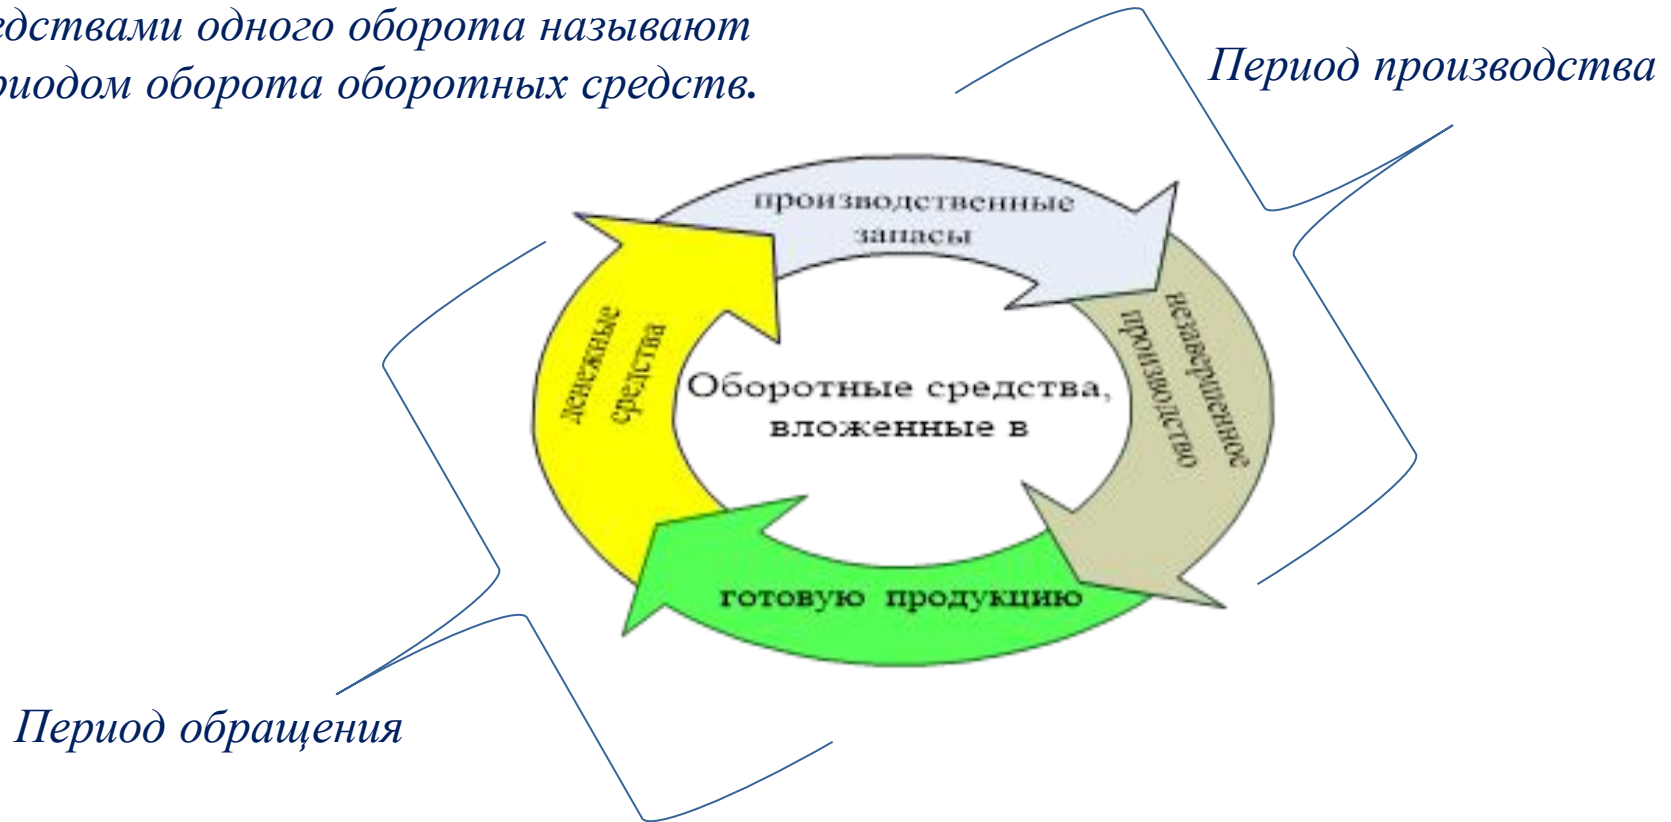 едствами одного оборота называют
риодом оборота оборотных средств.
Период производства
производственные
запасы
незавершенное
производство
денежные
средства
Оборотные средства,
вложенные в
готовую продукцию
Период обращения